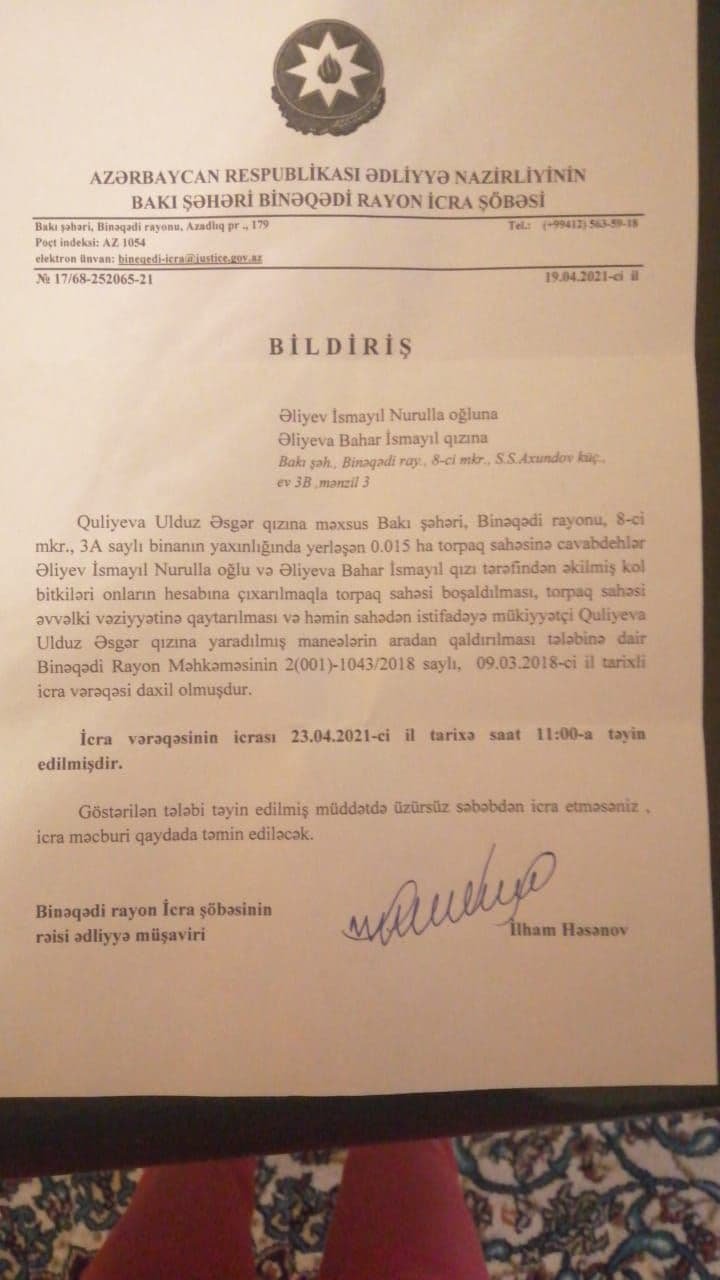 AZƏRBAYCAN RESPUBLİKASI ƏDLİYYƏ NAZİRLİYİNİN
BAKI ŞƏHƏRİ BİNƏQƏDİ RAYON İCRA ŞÖBƏSİ
Bakı şəhəri, Binəqədi rayonu, Azadlıq pr ., 179
Tel.: (+99412) 563-59-18
Poçt indeksi: AZ 1054
elektron ünvan: bineqedi-icra@justice.gov.az
№ 17/68-252065-21
19.04.2021-ci il
BİLDİRİŞ
Əliyev İsmayıl Nurulla oğluna
Əliyeva Bahar İsmayıl qızına
Bakı şəh., Binəqədi ray., 8-ci mkr., S.S.Axundov küç.,
ev 3B ,mənzil 3
Quliyeva Ulduz Əsgər qızına məxsus Bakı şəhəri, Binəqədi rayonu, 8-ci
mkr., 3A saylı binanın yaxınlığında yerləşən 0.015 ha torpaq sahəsinə cavabdehlər
Əliyev İsmayıl Nurulla oğlu və Əliyeva Bahar İsmayıl qızı tərəfindən əkilmiş kol
bitkiləri onların hesabına çıxarılmaqla torpaq sahəsi boşaldılması, torpaq sahəsi
əvvəlki vəziyyətinə qaytarılması və həmin sahədən istifadəyə mükiyyətçi Quliyeva
Ulduz Əsgər qızına yaradılmış maneələrin aradan qaldırılması tələbinə dair
Binəqədi Rayon Məhkəməsinin 2(001)-1043/2018 saylı, 09.03.2018-ci il tarixli
icra vərəqəsi daxil olmuşdur.
İcra vərəqəsinin icrası 23.04.2021-ci il tarixə saat 11:00-a təyin
edilmişdir.
Göstərilən tələbi təyin edilmiş müddətdə üzürsüz səbəbdən icra etməsəniz ,
icra məcburi qaydada təmin ediləcək.
Binəqədi rayon İcra şöbəsinin
rəisi ədliyyə müşaviri
İlham Həsənov